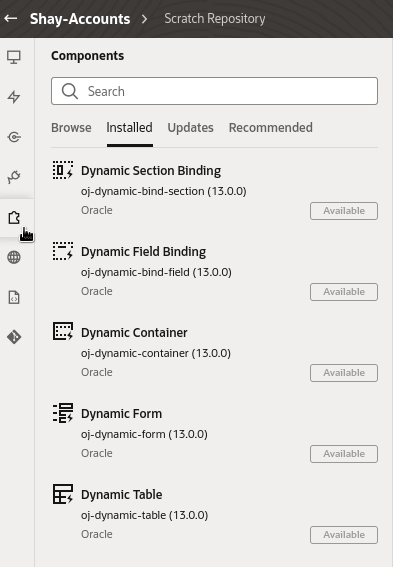 Shay-Accounts > Scratch Repository
Components
Search
Browse Installed Updates Recommended
Dynamic Section Binding
oj-dynamic-bind-section (13.0.0)
Oracle
Available
Dynamic Field Binding
oj-dynamic-bind-field (13.0.0)
Oracle
Available
Dynamic Container
oj-dynamic-container (13.0.0)
Oracle
Available
Dynamic Form
oj-dynamic-form (13.0.0)
Oracle
Available
Dynamic Table
oj-dynamic-table (13.0.0)
Oracle
Available